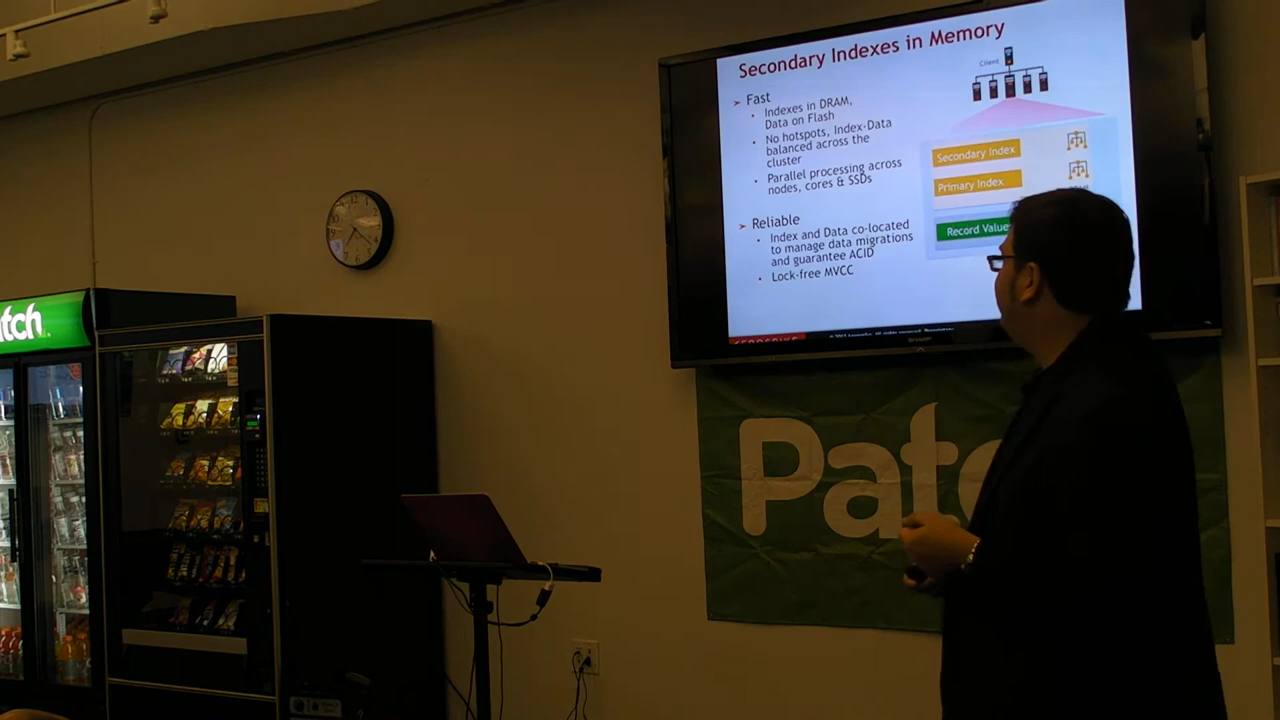 Secondary Indexes in Memory
Fast
Indexes in DRAM,
Data on Flash
No hotspots, Index-Data
balanced across the
cluster
Parallel processing across
nodes, cores & SSDs
Reliable
Index and Data co-located
to manage data migrations
and guarantee ACID
Lock-free MVCC
Client
Secondary Index
Primary Index
Record Value
tch
Patc